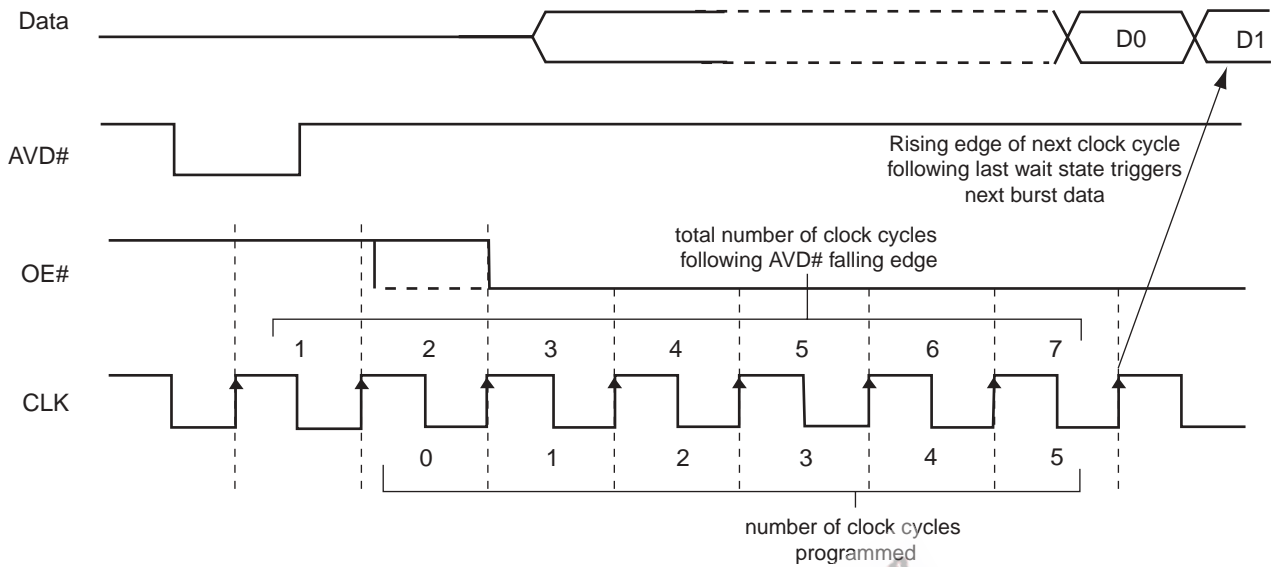 Data
D0
D1
AVD#
Rising edge of next clock cycle
following last wait state triggers
next burst data
OE#
total number of clock cycles
following AVD# falling edge
1 2 3 4 5 6 7
CLK
0 1 2 3 4 5
number of clock cycles
programmed